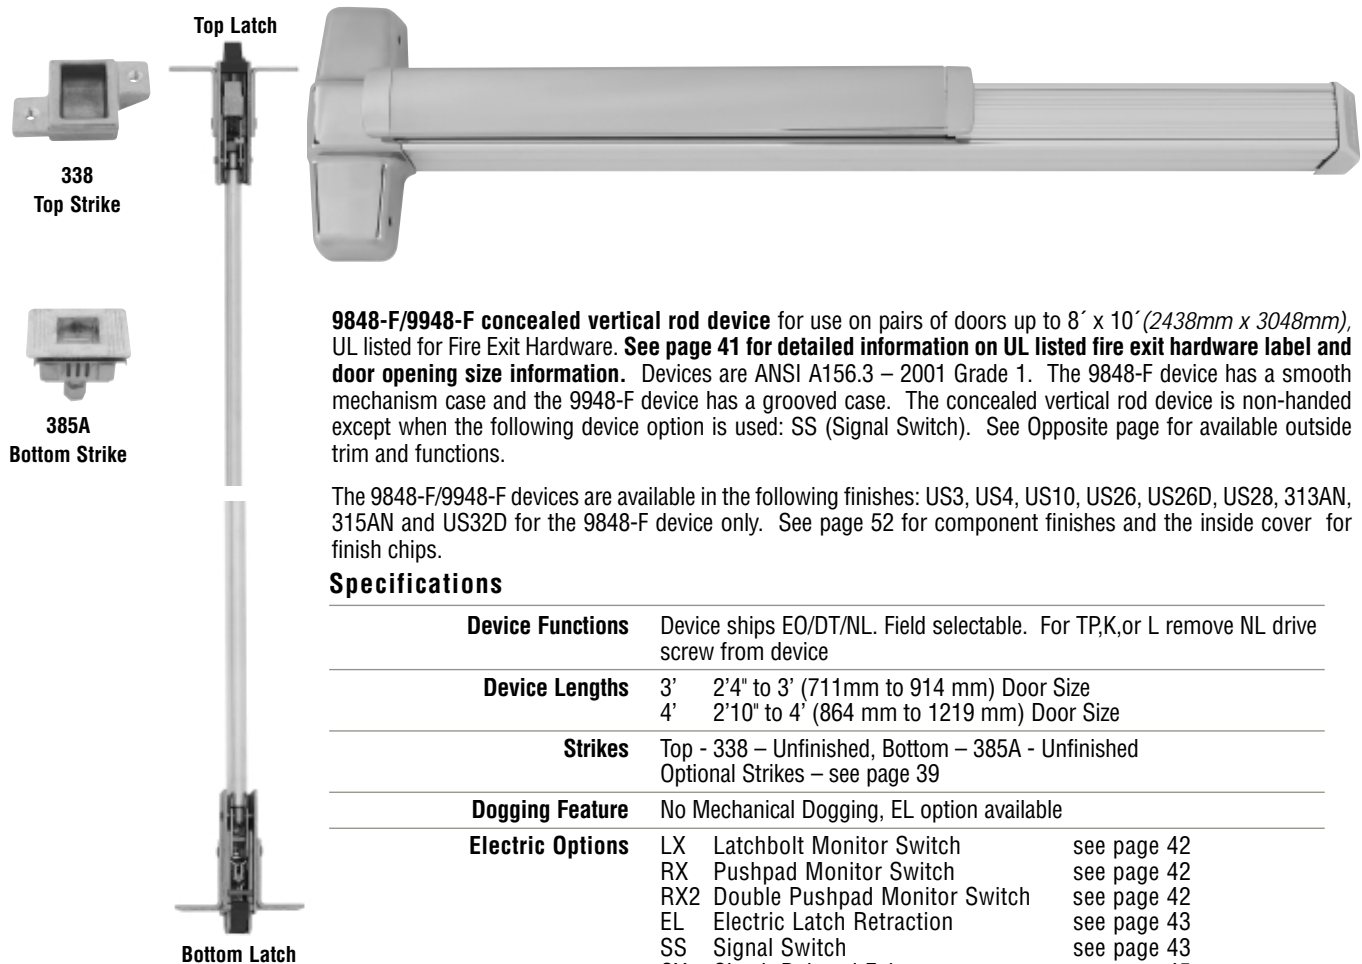 Top Latch
338
Top Strike
385A
Bottom Strike
9848-F/9948-F concealed vertical rod device for use on pairs of doors up to 8´ x 10´(2438mm x 3048mm),
UL listed for Fire Exit Hardware. See page 41 for detailed information on UL listed fire exit hardware label and
door opening size information. Devices are ANSI A156.3 – 2001 Grade 1. The 9848-F device has a smooth
mechanism case and the 9948-F device has a grooved case. The concealed vertical rod device is non-handed
except when the following device option is used: SS (Signal Switch). See Opposite page for available outside
trim and functions.
The 9848-F/9948-F devices are available in the following finishes: US3, US4, US10, US26, US26D, US28, 313AN,
315AN and US32D for the 9848-F device only. See page 52 for component finishes and the inside cover for
finish chips.
Specifications
Device Functions Device ships EO/DT/NL. Field selectable. For TP,K,or L remove NL drive
screw from device
Device Lengths 3’ 2’4" to 3’ (711mm to 914 mm) Door Size
4’ 2’10" to 4’ (864 mm to 1219 mm) Door Size
Strikes Top - 338 – Unfinished, Bottom – 385A - Unfinished
Optional Strikes – see page 39
Dogging Feature No Mechanical Dogging, EL option available
Electric Options LX Latchbolt Monitor Switch see page 42
RX Pushpad Monitor Switch see page 42
RX2 Double Pushpad Monitor Switch see page 42
EL Electric Latch Retraction see page 43
SS Signal Switch see page 43
Bottom Latch